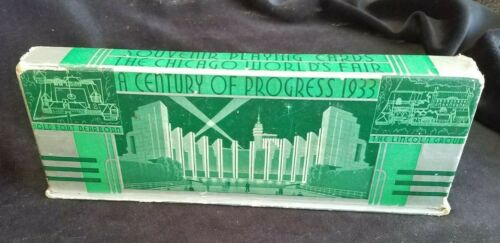 SOUVENIR PLAYING CARDS
THE CHICAGO WORLD'S FAIR
A CENTURY OF PROGRESS 1933
OLD FORT DEARBORN
THE LINCOLN GROUP